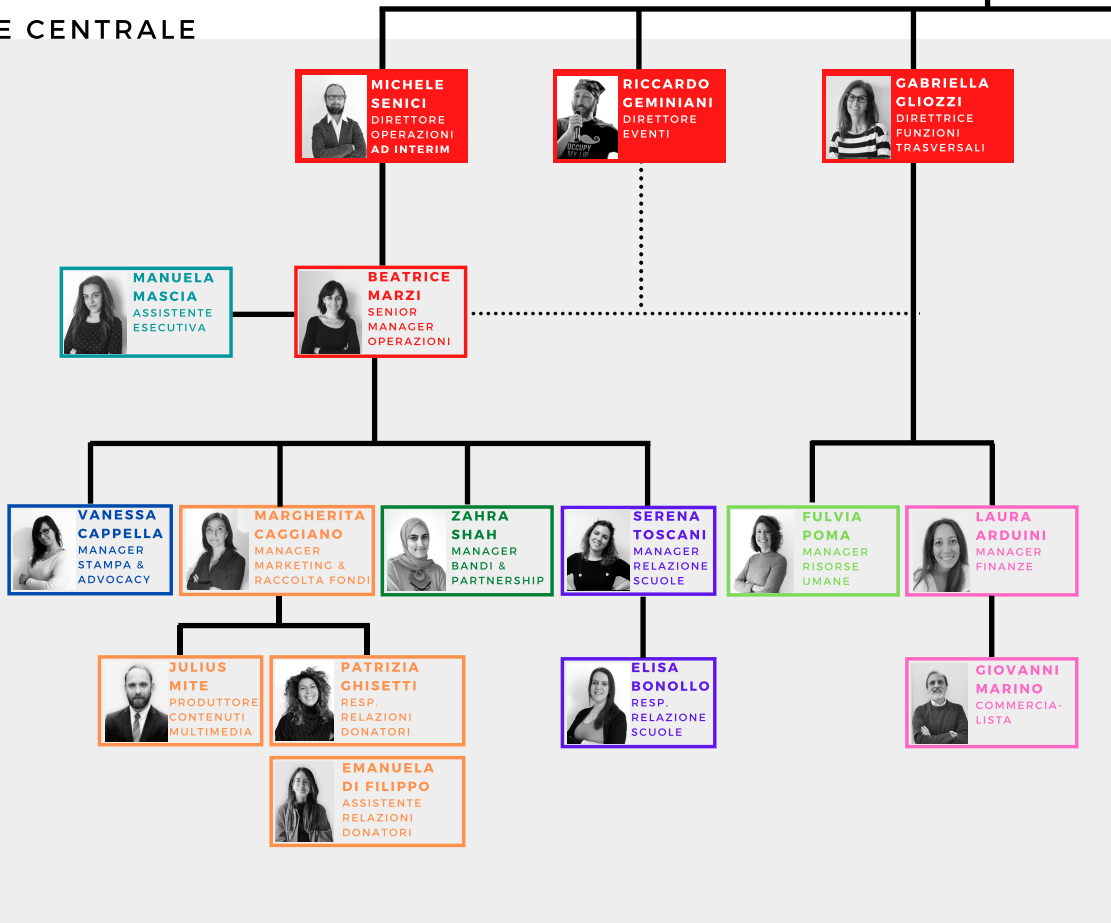 E CENTRALE
MICHELE
SENICI
DIRETTORE
OPERAZIONI
AD INTERIM
RICCARDO
GEMINIANI
DIRETTORE
EVENTI
OCCUPY
MY LIP
GABRIELLA
GLIOZZI
DIRETTRICE
FUNZIONI
TRASVERSALI
MANUELA
MASCIA
ASSISTENTE
ESECUTIVA
BEATRICE
MARZI
SENIOR
MANAGER
OPERAZIONI
VANESSA
CAPPELLA
MANAGER
STAMPA &
ADVOCACY
MARGHERITA
CAGGIANO
MANAGER
MARKETING &
RACCOLTA FONDI
ZAHRA
SHAH
MANAGER
BANDI &
PARTNERSHIP
SERENA
TOSCANI
MANAGER
RELAZIONE
SCUOLE
FULVIA
POMA
MANAGER
RISORSE
UMANE
LAURA
ARDUINI
MANAGER
FINANZE
JULIUS
MITE
PRODUTTORE
CONTENUTI
MULTIMEDIA
PATRIZIA
GHISETTI
RESP.
RELAZIONI
DONATORI
ELISA
BONOLLO
RESP.
RELAZIONE
SCUOLE
GIOVANNI
MARINO
COMMERCIA-
LISTA
EMANUELA
DI FILIPPO
ASSISTENTE
RELAZIONI
DONATORI